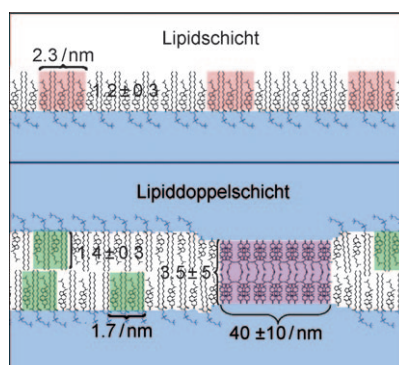 Lipidschicht
2.3/nm
1.2±0.3
Lipiddoppelschicht
1.4±0.3
3.5±5
1.7/nm
40 ±10/nm